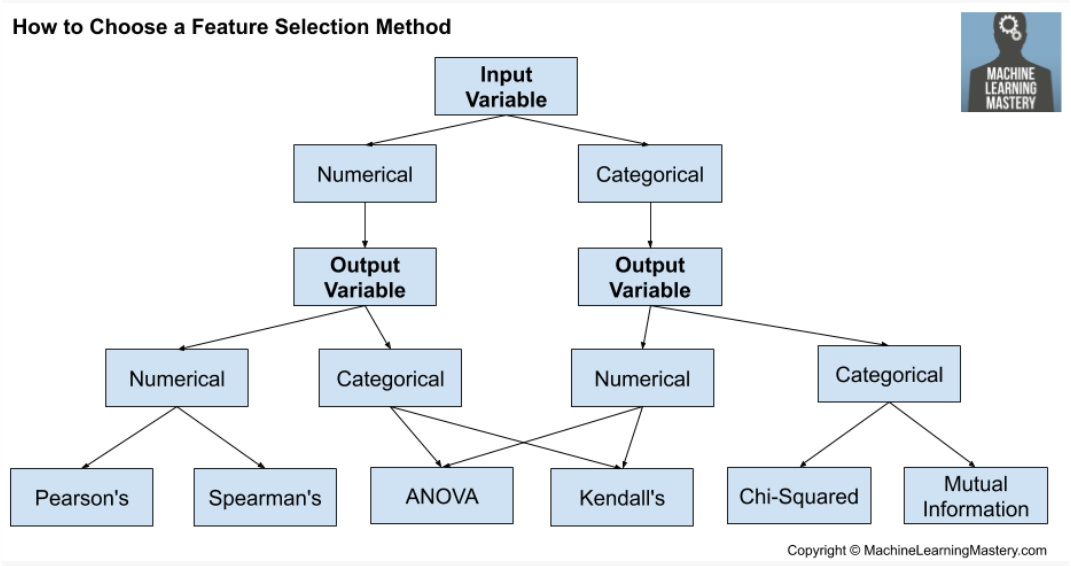 How to Choose a Feature Selection Method
MACHINE
LEARNING
MASTERY
Input
Variable
Numerical
Categorical
Output
Variable
Output
Variable
Numerical
Categorical
Numerical
Categorical
Pearson's
Spearman's
ANOVA
Kendall's
Chi-Squared
Mutual
Information
Copyright © MachineLearningMastery.com